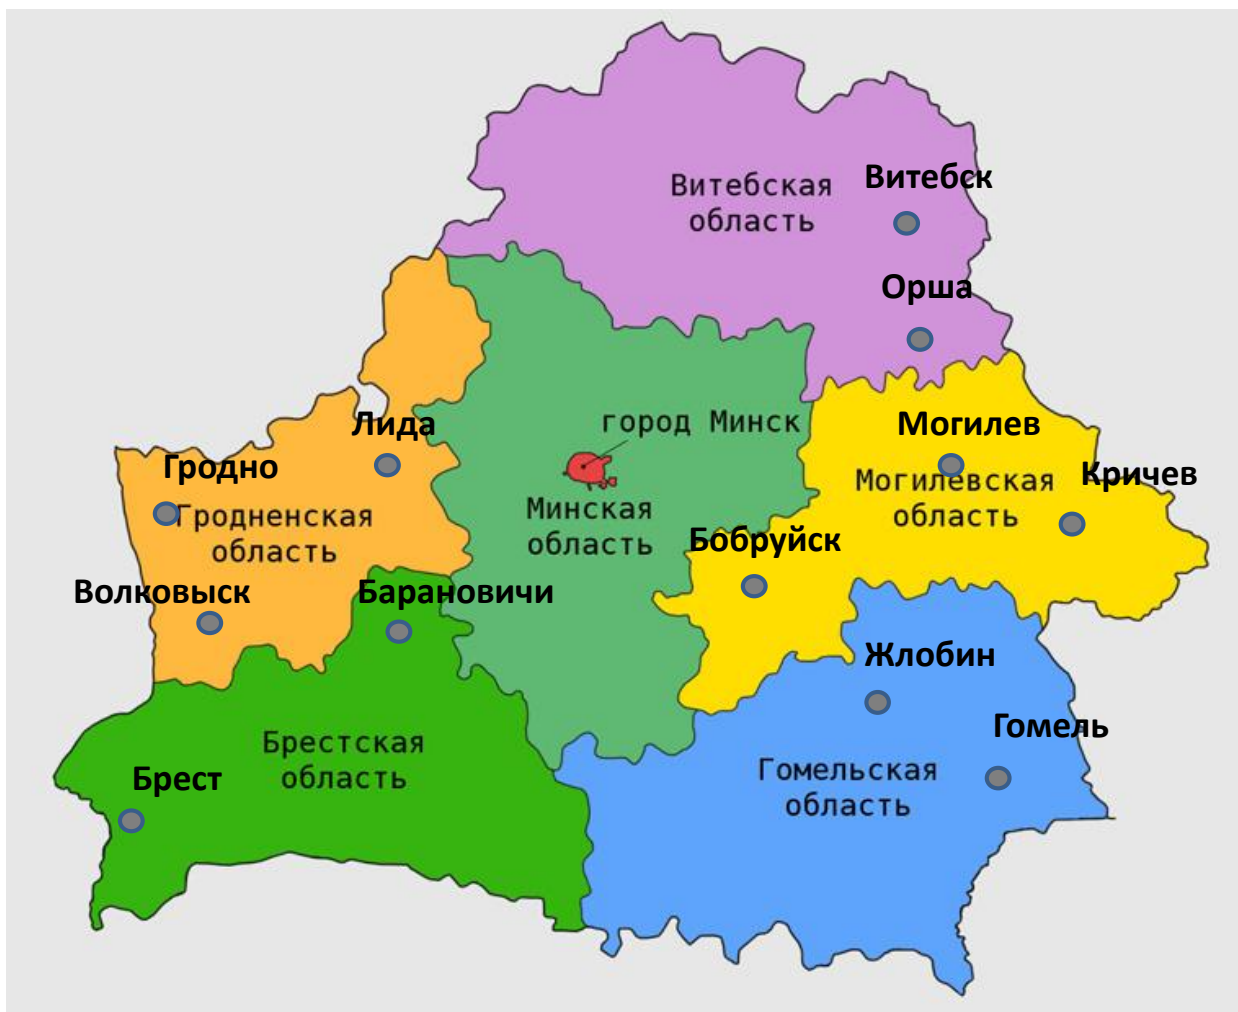 Витебская
область
Витебск
Орша
Лида
город Минск
Могилев
Гродно
Могилевская
область
Кричев
Гродненская
область
Минская
область
Бобруйск
Волковыск
Барановичи
Жлобин
Гомель
Брестская
область
Брест
Гомельская
область